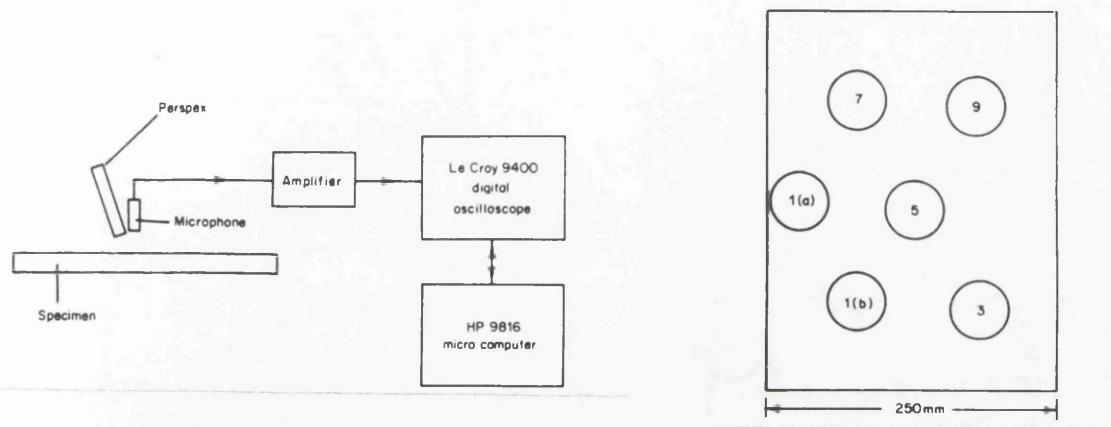 Perspex
Amplifier
Le Croy 9400
digital
oscilloscope
Microphone
Specimen
HP 9816
micro computer
7
9
1(a)
5
1(b)
3
250mm